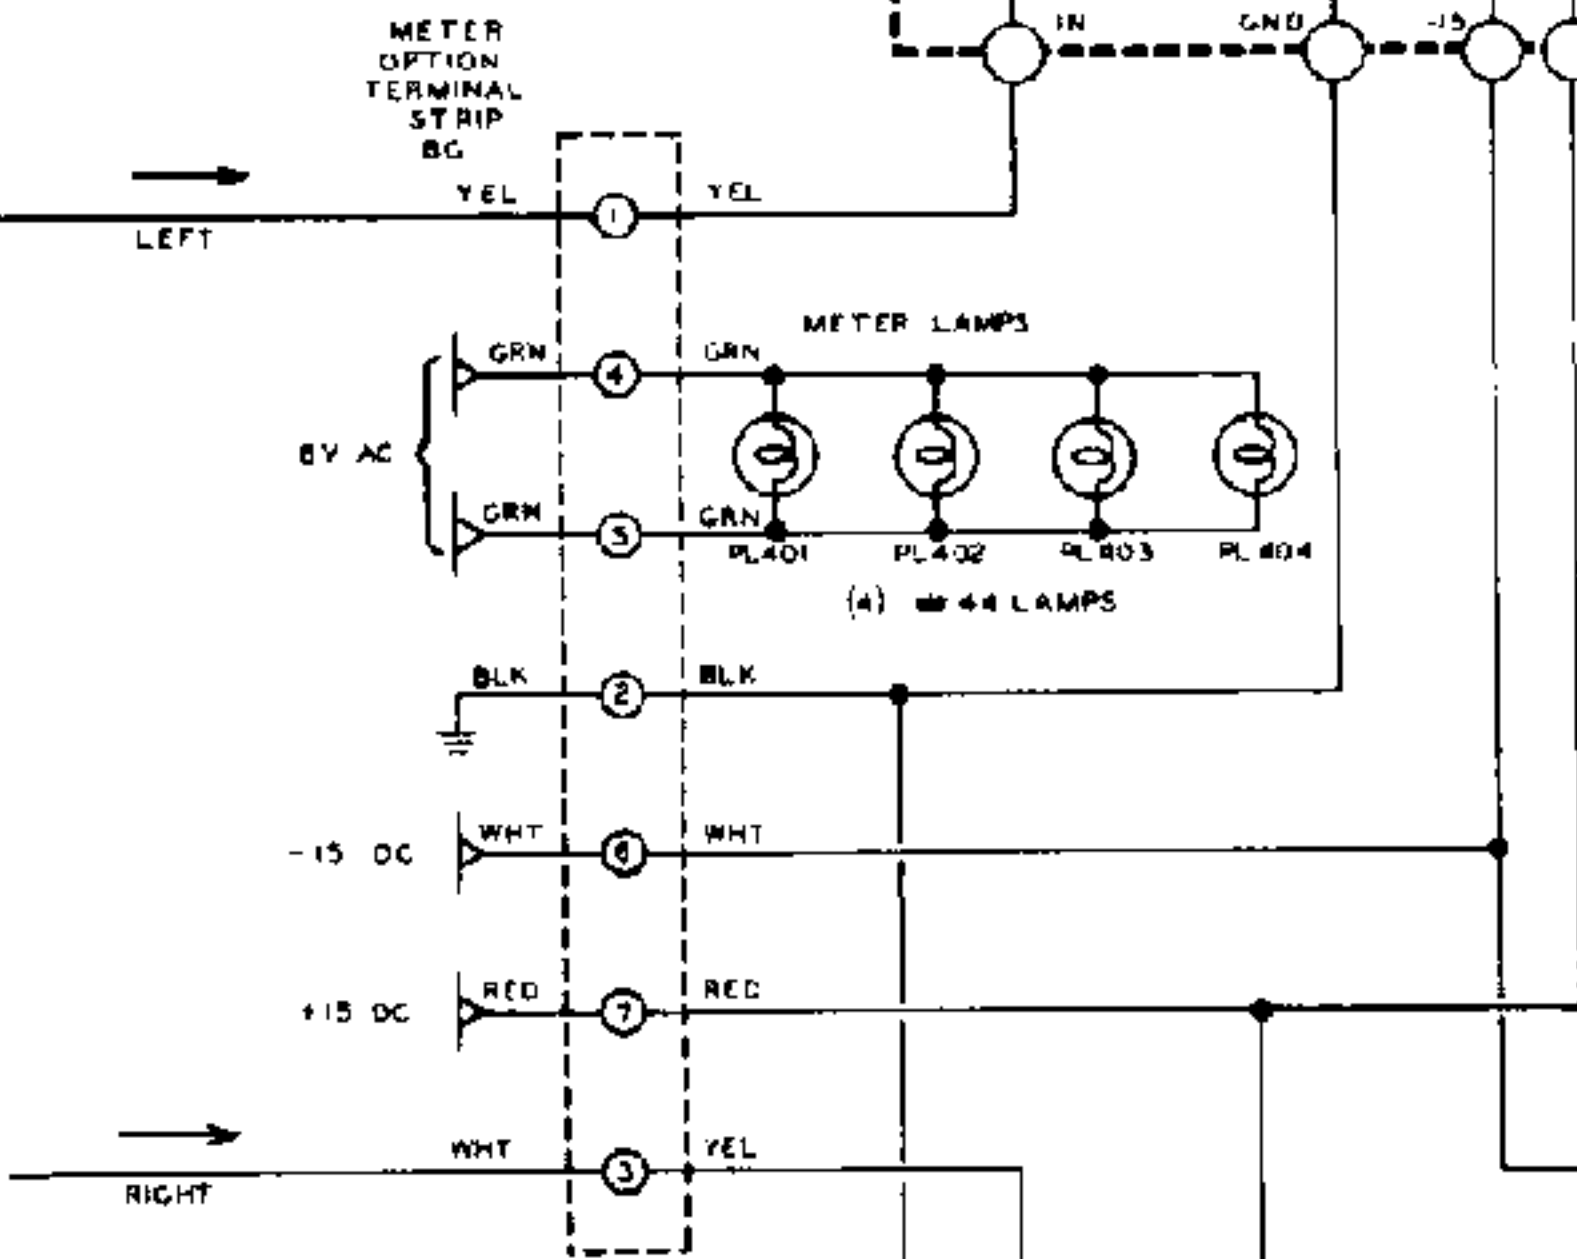 METER
OPTION
TERMINAL
STRIP
IN
GND
-15
YEL
1
YEL
LEFT
METER LAMPS
GRN
4
GRN
6V AC
GRN
5
GRN
PL401
PL402
PL403
PL404
(4) 44 LAMPS
BLK
2
BLK
-15 DC
WHT
6
WHT
+15 DC
RED
7
RED
WHT
3
YEL
RIGHT